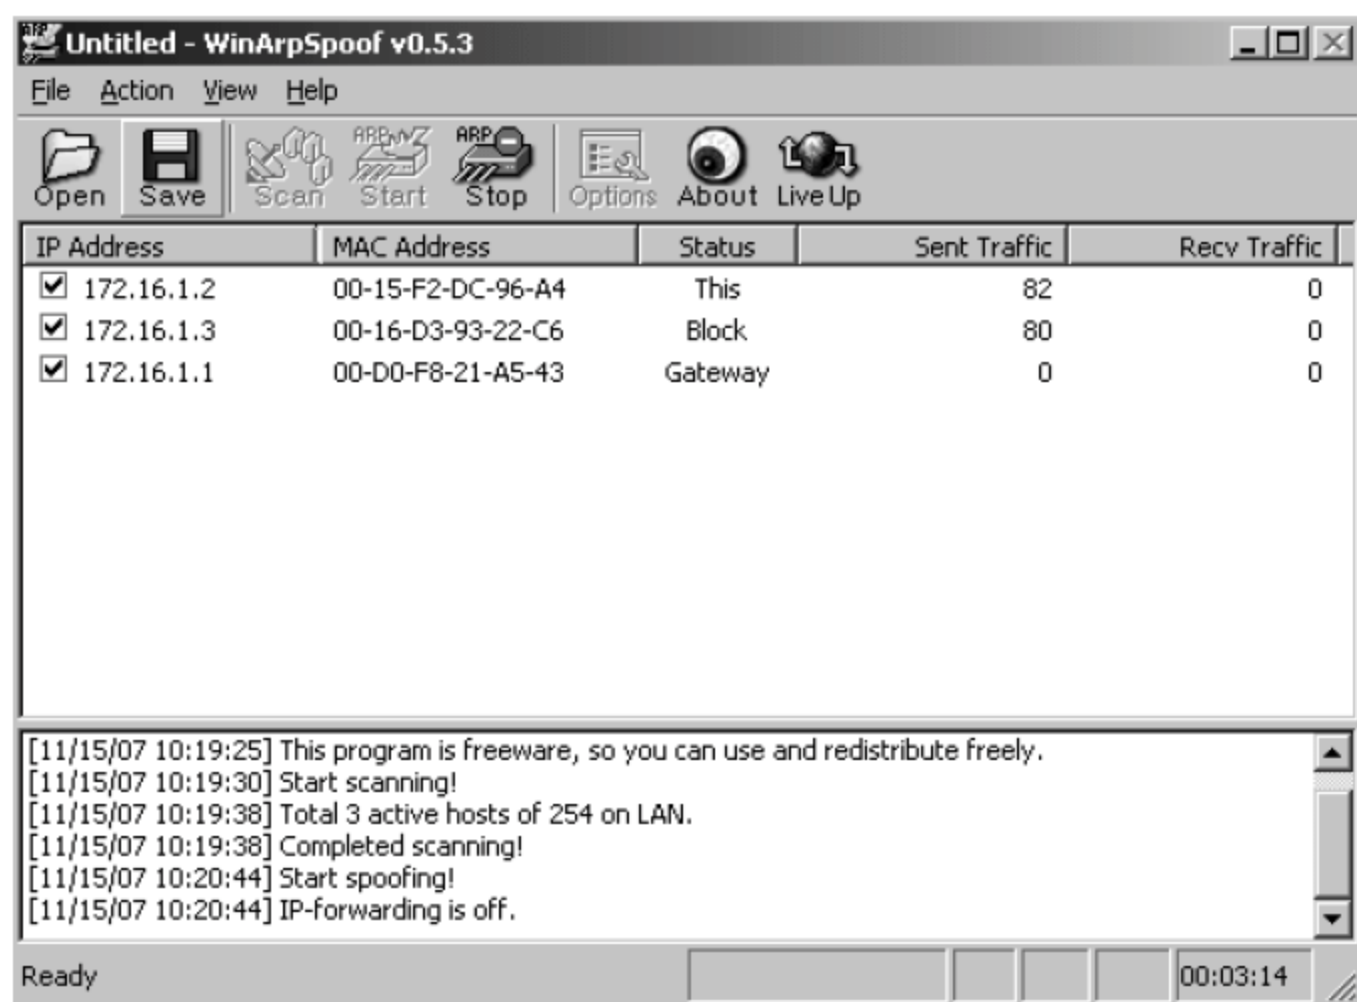 Untitled - WinArpSpoof v0.5.3
File Action View Help
ARP ARP
Open Save Scan Start Stop Options About Live Up
IP Address MAC Address Status Sent Traffic Recv Traffic
172.16.1.2 00-15-F2-DC-96-A4 This 82 0
172.16.1.3 00-16-D3-93-22-C6 Block 80 0
172.16.1.1 00-D0-F8-21-A5-43 Gateway 0 0
[11/15/07 10:19:25] This program is freeware, so you can use and redistribute freely.
[11/15/07 10:19:30] Start scanning!
[11/15/07 10:19:38] Total 3 active hosts of 254 on LAN.
[11/15/07 10:19:38] Completed scanning!
[11/15/07 10:20:44] Start spoofing!
[11/15/07 10:20:44] IP-forwarding is off.
Ready 00:03:14